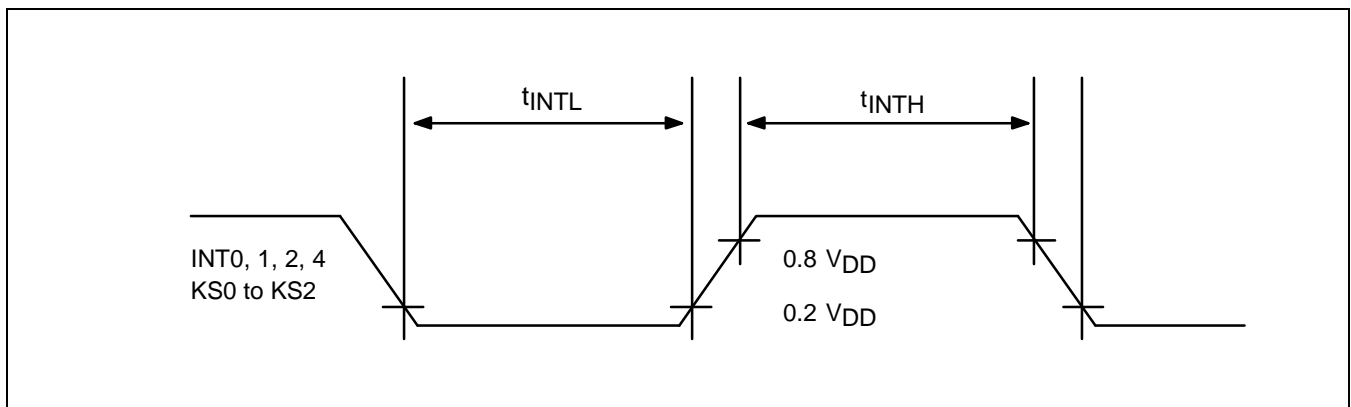 tINTL
tINTH
INT0, 1, 2, 4
KS0 to KS2
0.8 VDD
0.2 VDD